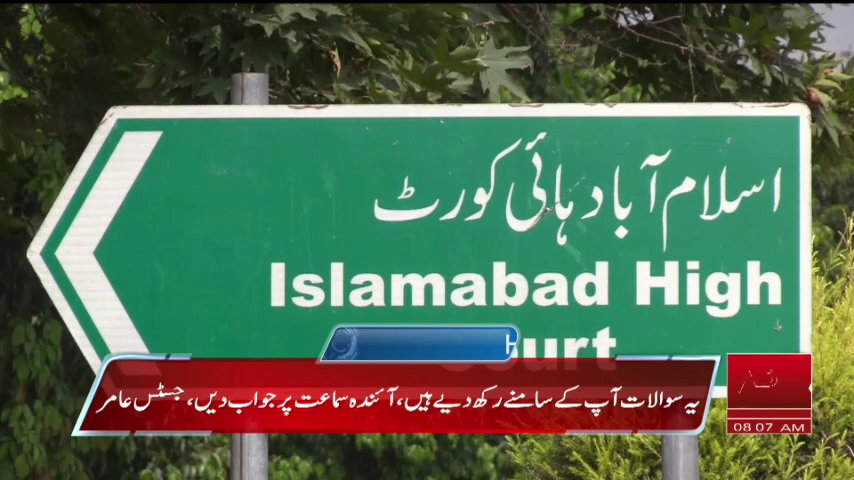 اسلام آباد ہائی کورٹ
Islamabad High
Court
H
یہ سوالات آپ کے سامنے رکھ دیے ہیں، آئندہ سماعت پر جواب دیں، جسٹس عامر
08:07 AM